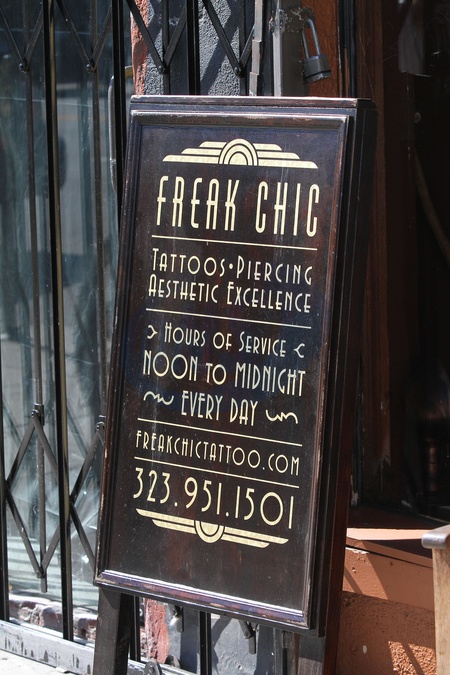 FREAK CHIC
TATTOOS•PIERCING
AESTHETIC EXCELLENCE
HOURS OF SERVICE
NOON TO MIDNIGHT
EVERY DAY
FREAKCHICTATTOO.COM
323.951.1501